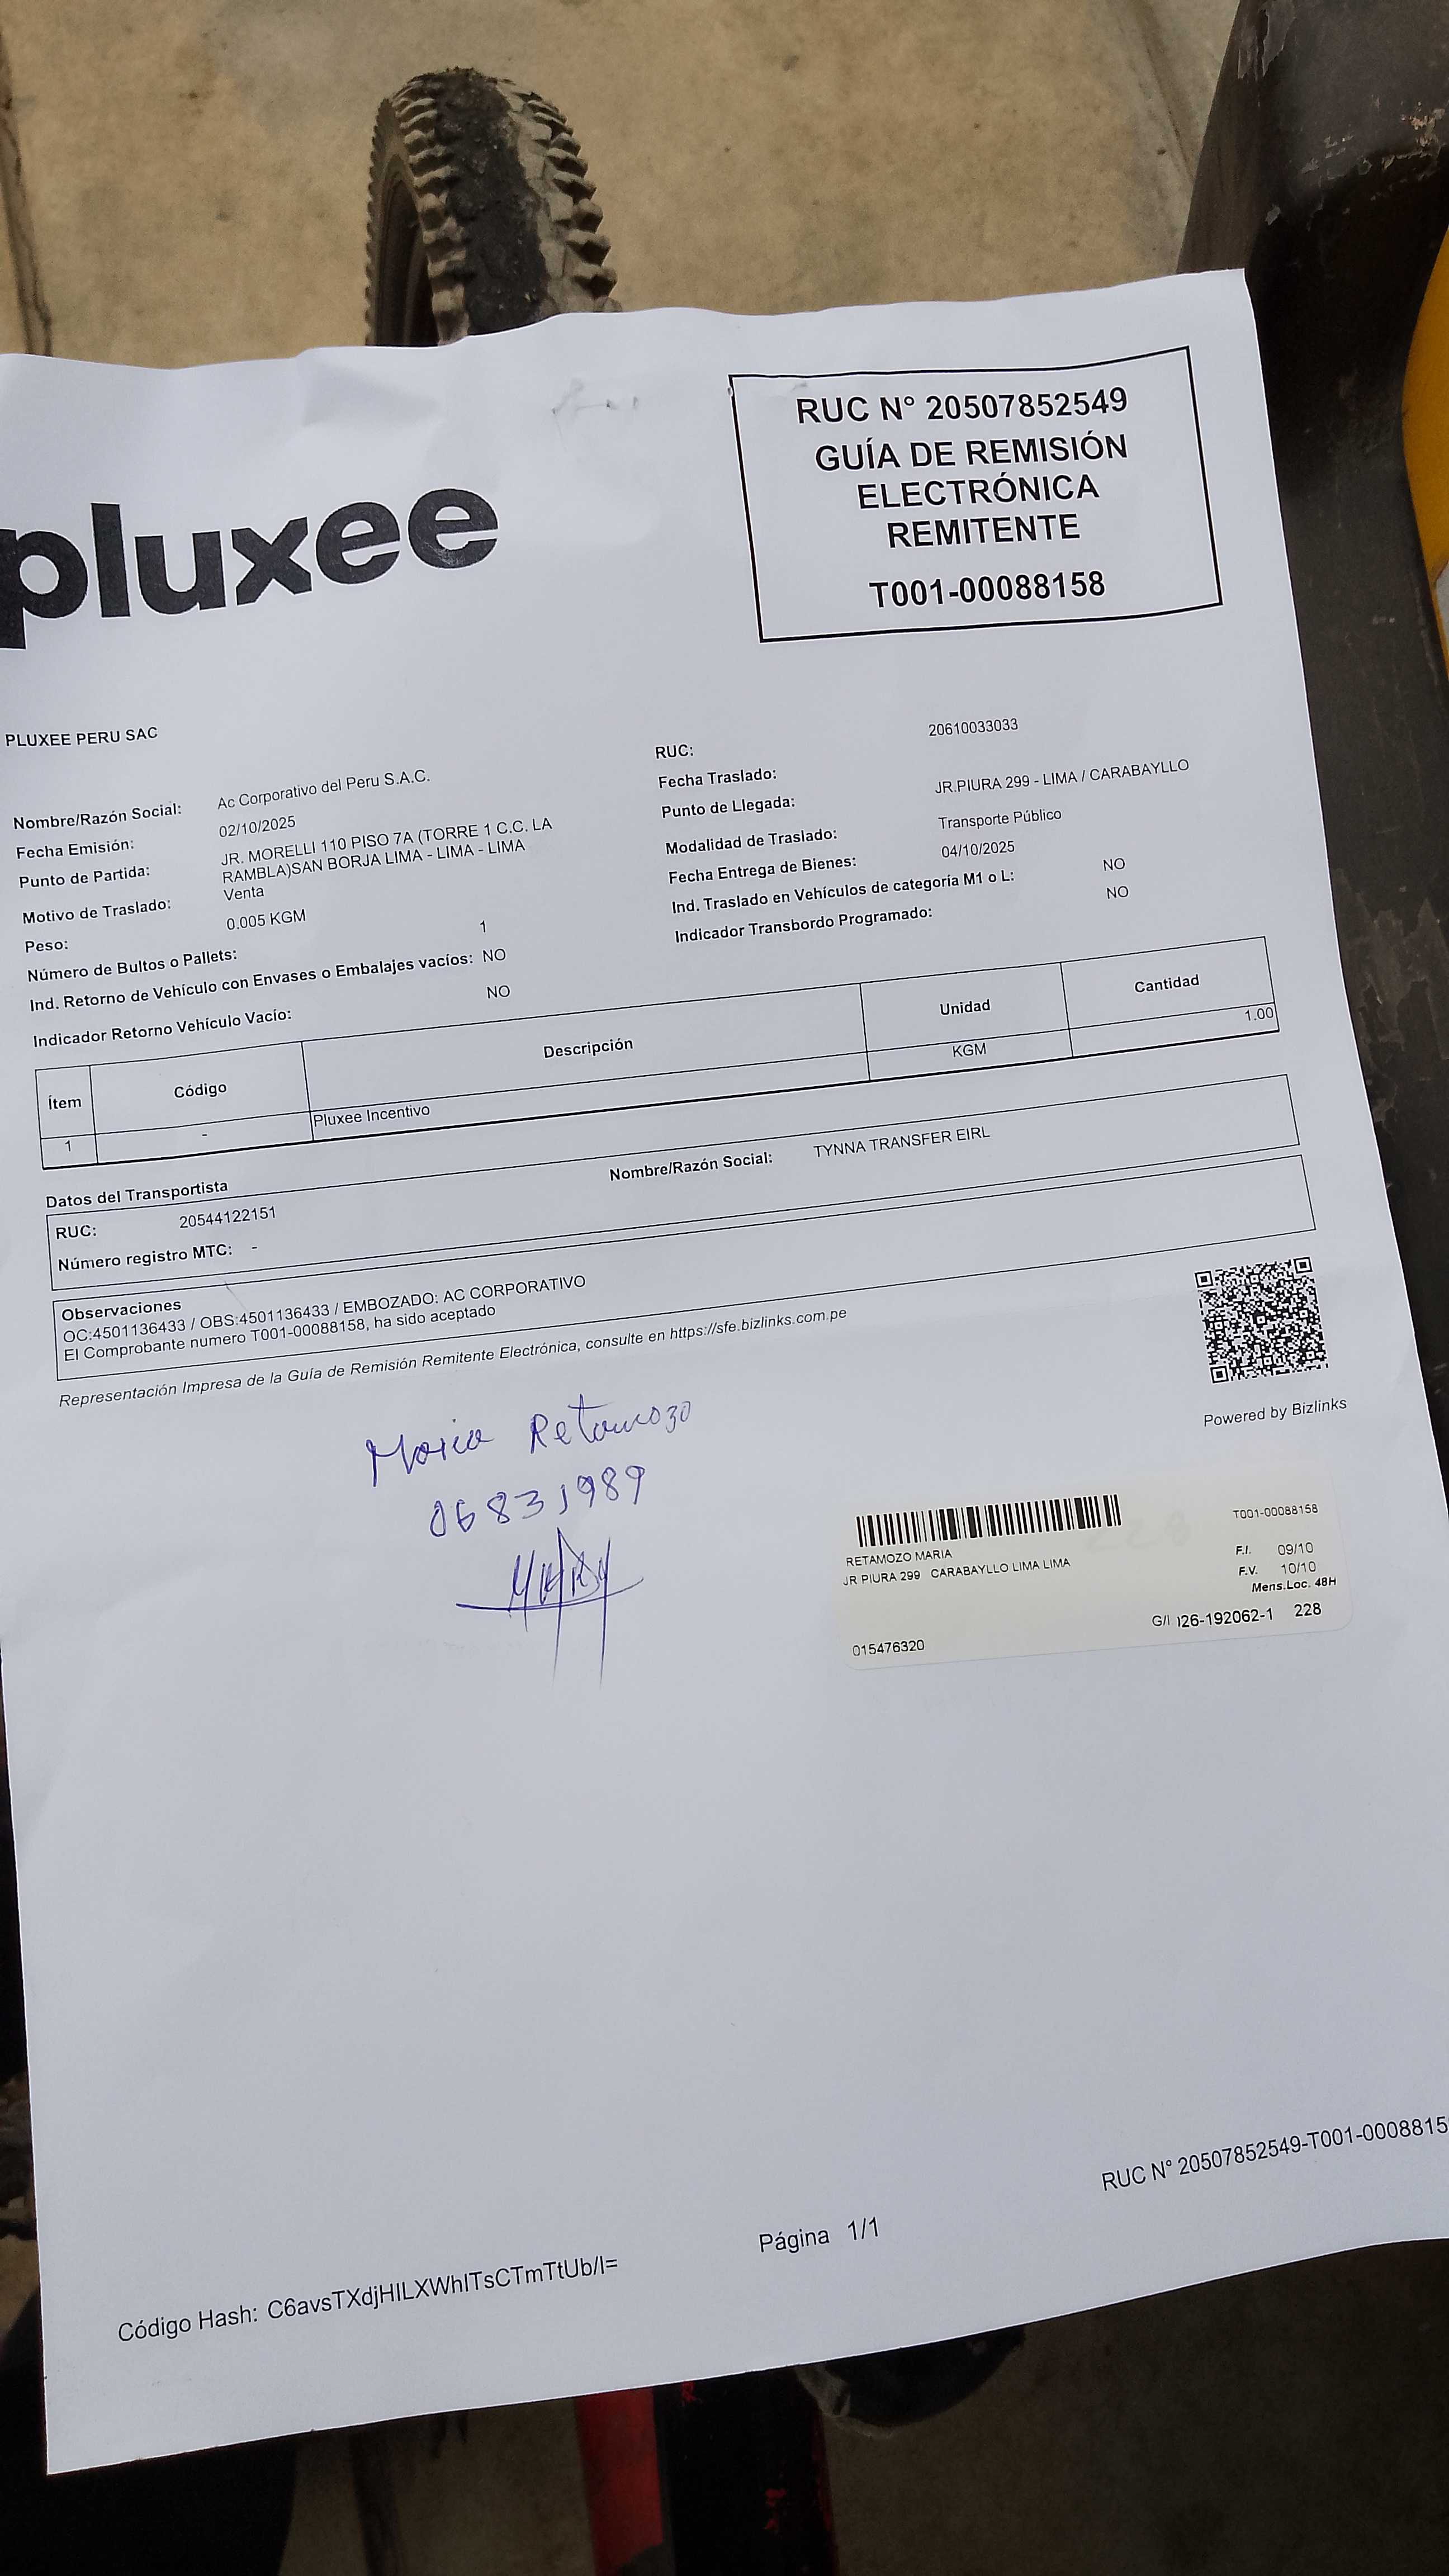 pluxee
RUC N° 20507852549
GUÍA DE REMISIÓN
ELECTRÓNICA
REMITENTE
T001-00088158
PLUXEE PERU SAC
Nombre/Razón Social: Ac Corporativo del Peru S.A.C.
Fecha Emisión: 02/10/2025
Punto de Partida: JR. MORELLI 110 PISO 7A (TORRE 1 C.C. LA
RAMBLA)SAN BORJA LIMA - LIMA - LIMA
Motivo de Traslado: Venta
Peso: 0.005 KGM
Número de Bultos o Pallets: 1
Ind. Retorno de Vehículo con Envases o Embalajes vacíos: NO
Indicador Retorno Vehículo Vacío: NO
RUC: 20610033033
Fecha Traslado:
Punto de Llegada: JR.PIURA 299 - LIMA / CARABAYLLO
Modalidad de Traslado: Transporte Público
Fecha Entrega de Bienes: 04/10/2025
Ind. Traslado en Vehículos de categoría M1 o L: NO
Indicador Transbordo Programado: NO
Ítem Código Descripción Unidad Cantidad
1 - Pluxee Incentivo KGM 1.00
Datos del Transportista
RUC: 20544122151 Nombre/Razón Social: TYNNA TRANSFER EIRL
Número registro MTC: -
Observaciones
OC:4501136433 / OBS:4501136433 / EMBOZADO: AC CORPORATIVO
El Comprobante numero T001-00088158, ha sido aceptado
Representación Impresa de la Guía de Remisión Remitente Electrónica, consulte en https://sfe.bizlinks.com.pe
Powered by Bizlinks
Maria Retamozo
06831989
T001-00088158
RETAMOZO MARIA
JR PIURA 299 CARABAYLLO LIMA LIMA
F.I. 09/10
F.V. 10/10
Mens.Loc. 48H
G/I 026-192062-1 228
015476320
RUC N° 20507852549-T001-0008815
Página 1/1
Código Hash: C6avsTXdjHILXWhITsCTmTtUb/I=